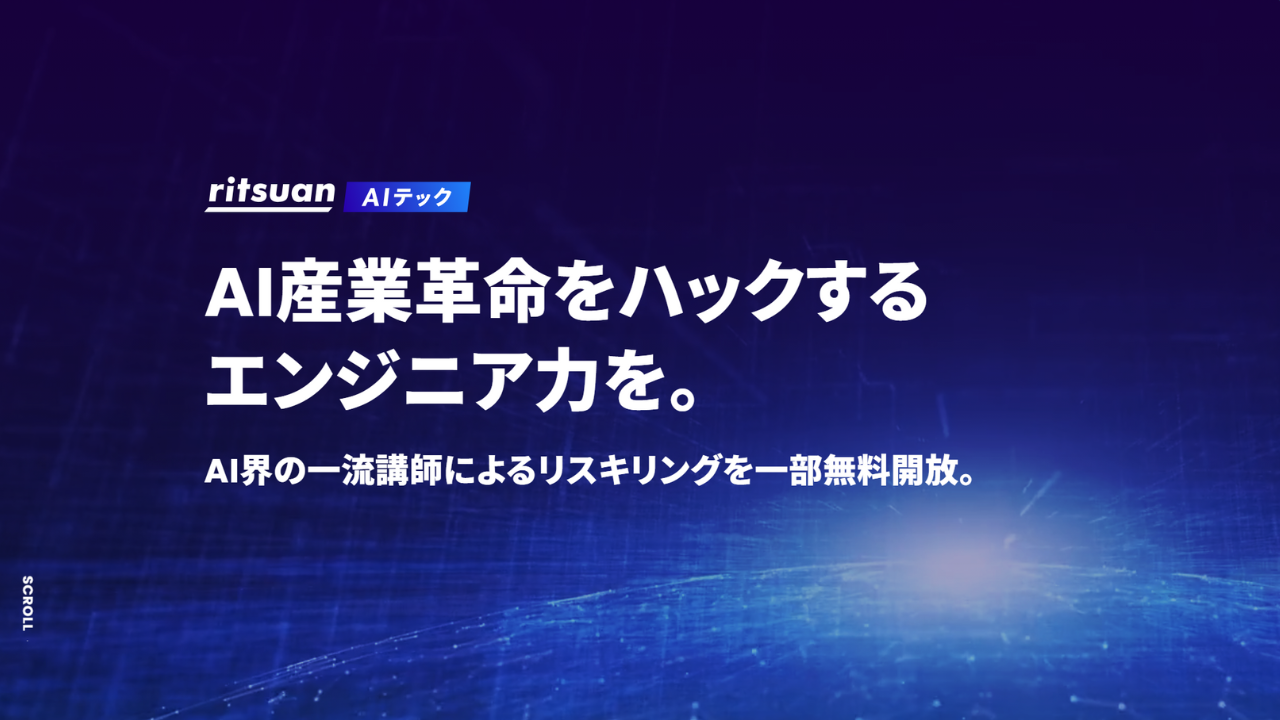 ritsuan AIテック
AI産業革命をハックする
エンジニア力を。
AI界の一流講師によるリスキリングを一部無料開放。
SCROLL